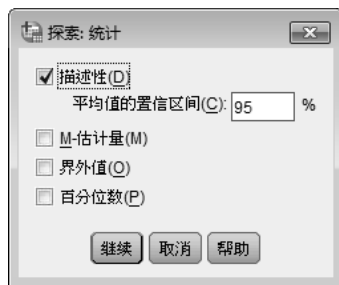 探索: 统计
描述性(D)
平均值的置信区间(C): 95 %
M-估计量(M)
界外值(O)
百分位数(P)
继续 取消 帮助